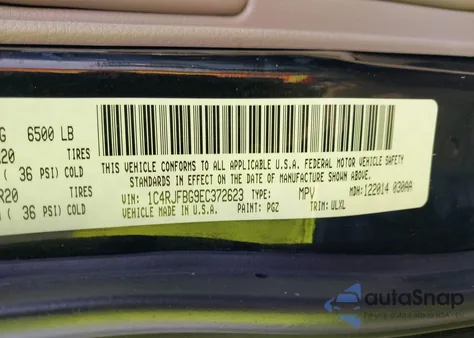 G 6500 LB
R20 TIRES
( 36 PSI) COLD
R20 TIRES
( 36 PSI) COLD
THIS VEHICLE CONFORMS TO ALL APPLICABLE U.S.A. FEDERAL MOTOR VEHICLE
STANDARDS IN EFFECT ON THE DATE OF MANUFACTURE SHOWN ABOVE.
VIN: 1C4RJFBG9EC372623 TYPE: MPV MDH: 122014 030AA
VEHICLE MADE IN U.S.A. PAINT: PGZ TRIM: ULXL
autoSnap